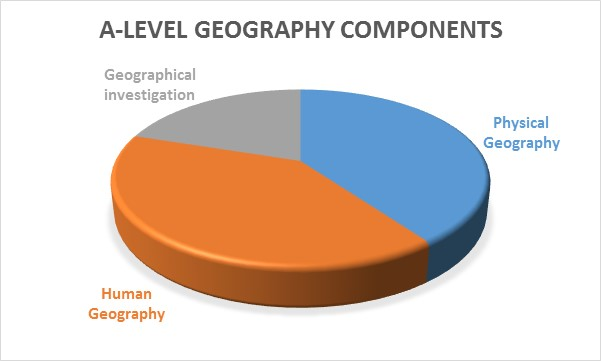 A-LEVEL GEOGRAPHY COMPONENTS
Geographical
investigation
Physical
Geography
Human
Geography